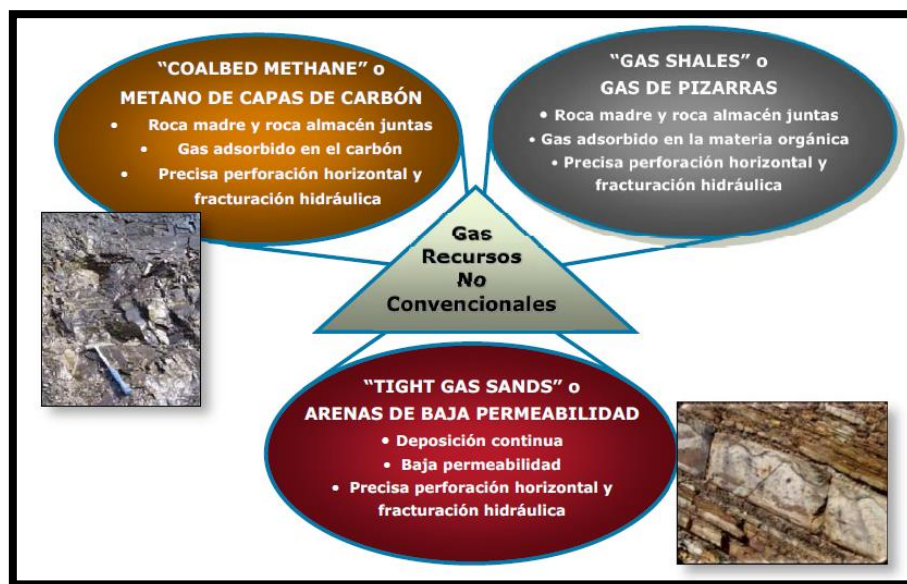 “COALBED METHANE” o
METANO DE CAPAS DE CARBÓN
• Roca madre y roca almacén juntas
• Gas adsorbido en el carbón
• Precisa perforación horizontal y
fracturación hidráulica
“GAS SHALES” o
GAS DE PIZARRAS
• Roca madre y roca almacén juntas
• Gas adsorbido en la materia orgánica
• Precisa perforación horizontal y
fracturación hidráulica
Gas
Recursos
No
Convencionales
“TIGHT GAS SANDS” o
ARENAS DE BAJA PERMEABILIDAD
• Deposición continua
• Baja permeabilidad
• Precisa perforación horizontal y
fracturación hidráulica